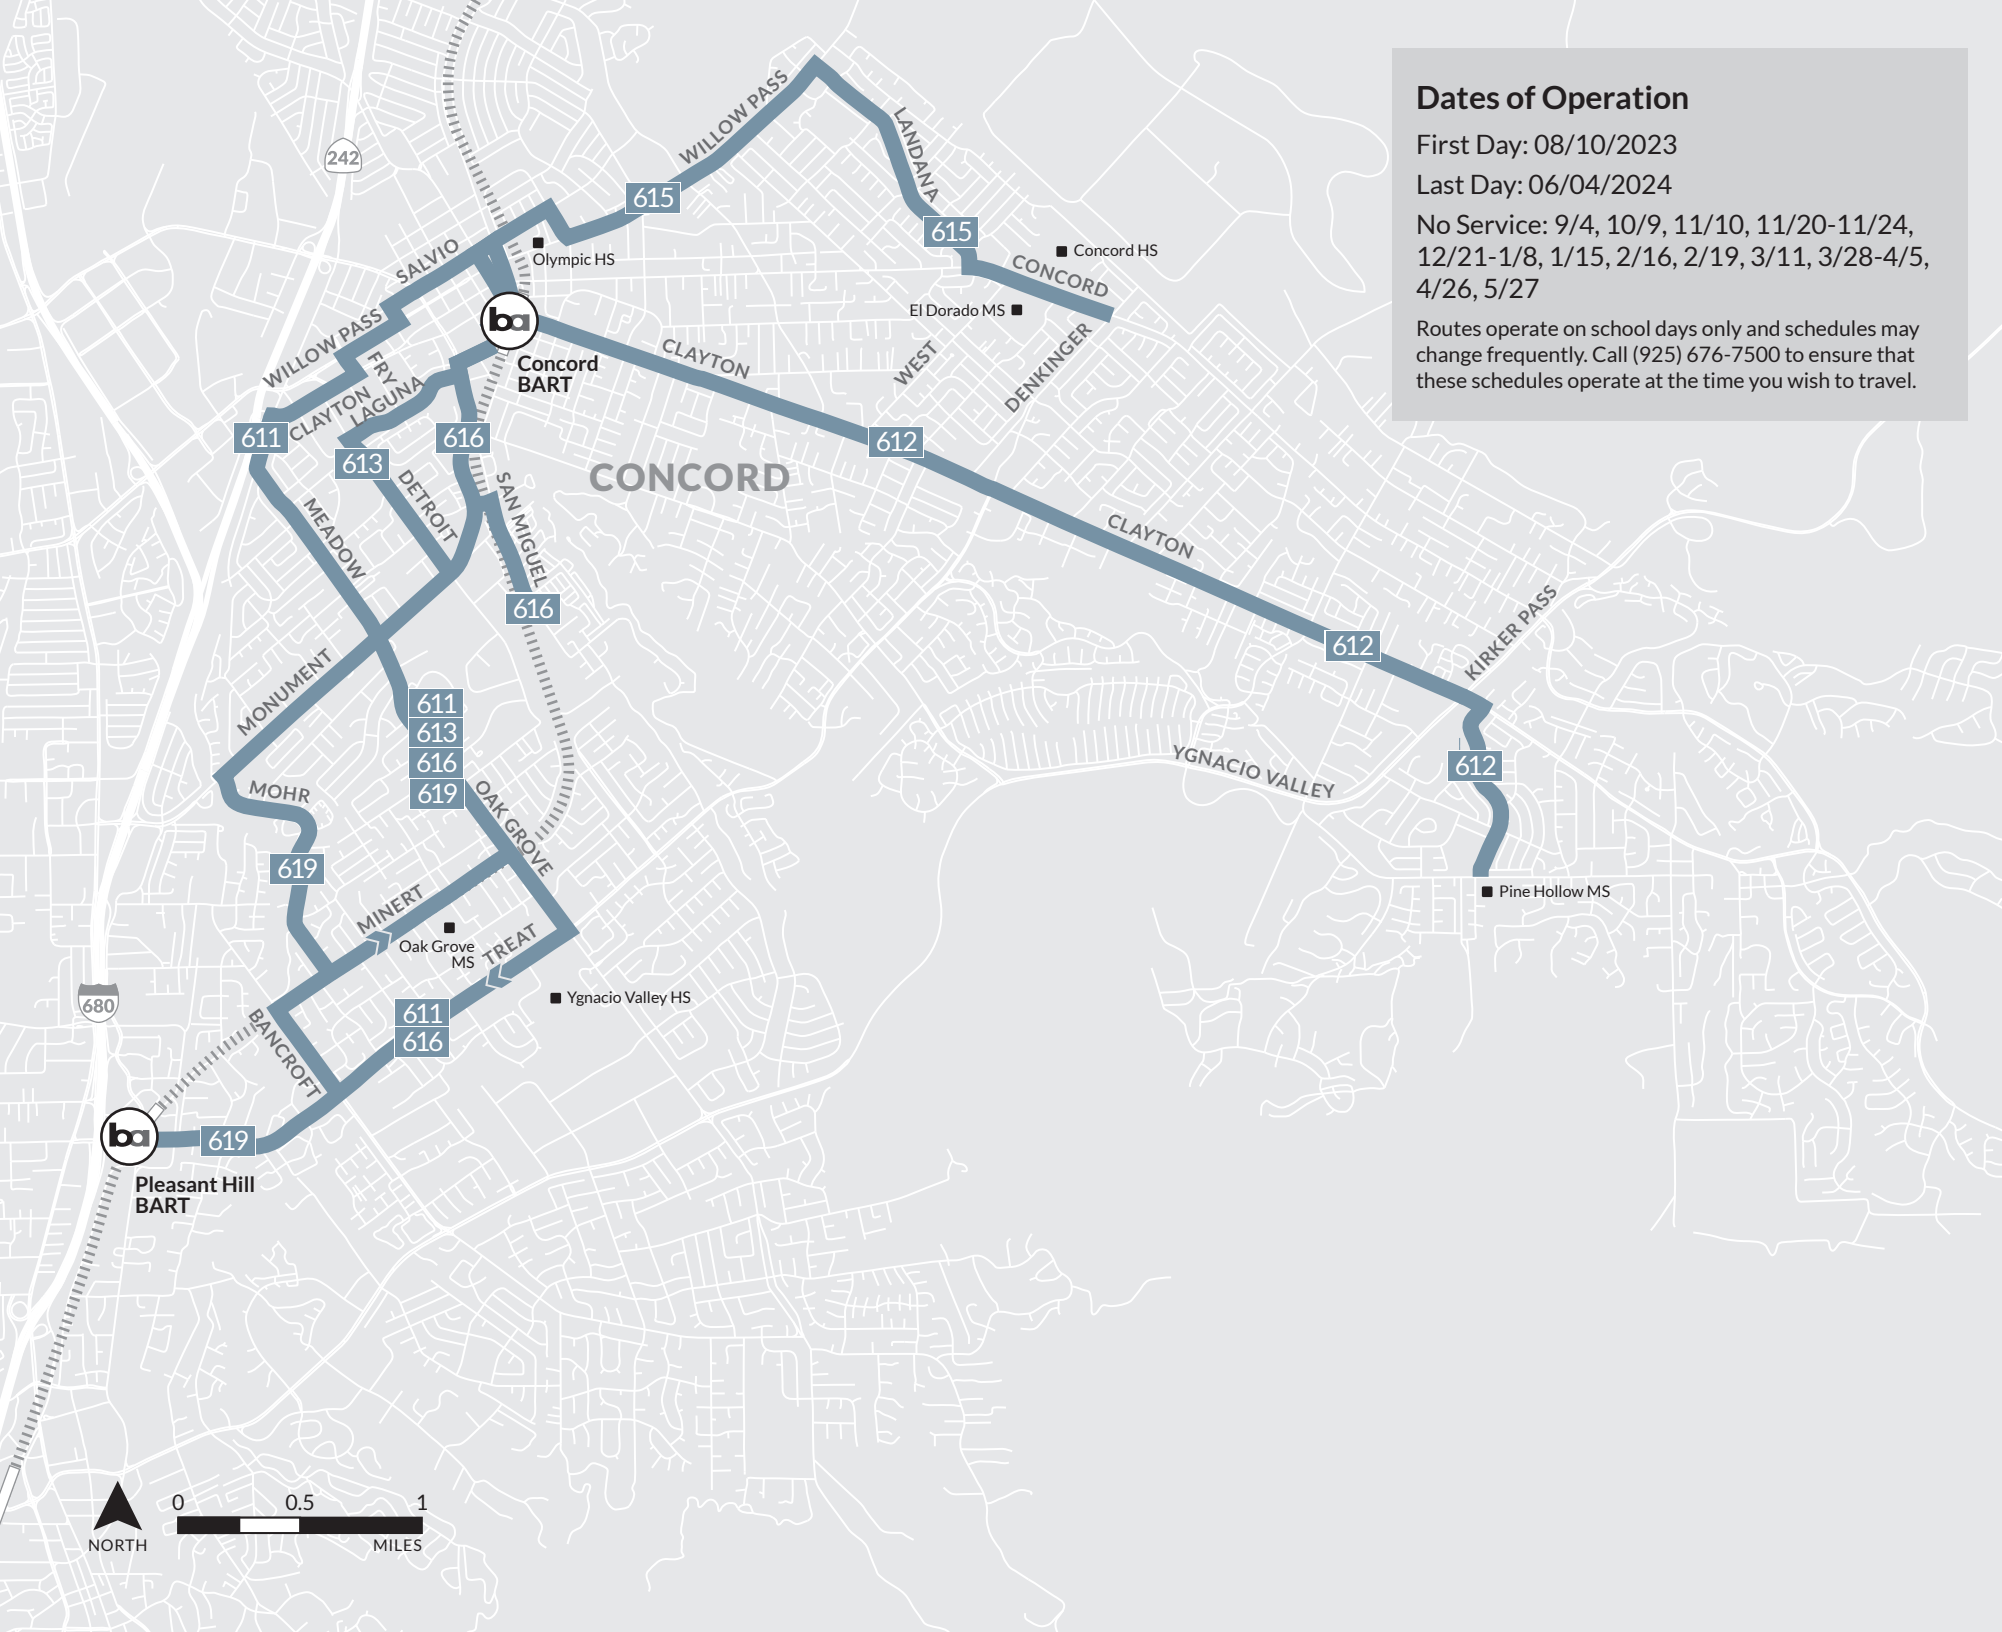 Dates of Operation
First Day: 08/10/2023
Last Day: 06/04/2024
No Service: 9/4, 10/9, 11/10, 11/20-11/24,
12/21-1/8, 1/15, 2/16, 2/19, 3/11, 3/28-4/5,
4/26, 5/27
Routes operate on school days only and schedules may
change frequently. Call (925) 676-7500 to ensure that
these schedules operate at the time you wish to travel.
WILLOW PASS
LANDANA
242
615
615
Olympic HS
Concord HS
SALVIO
CONCORD
El Dorado MS
ba
Concord
BART
WILLOW PASS
FRY
CLAYTON
LAGUNA
CLAYTON
WEST
DENKINGER
611
613
616
612
CONCORD
DETROIT
SAN MIGUEL
MEADOW
CLAYTON
616
612
KIRKER PASS
MONUMENT
611
613
616
619
YGNACIO VALLEY
612
MOHR
OAK GROVE
619
MINERT
Oak Grove
MS
TREAT
Pine Hollow MS
Ygnacio Valley HS
680
611
616
BANCROFT
ba
619
Pleasant Hill
BART
0 0.5 1
NORTH
MILES